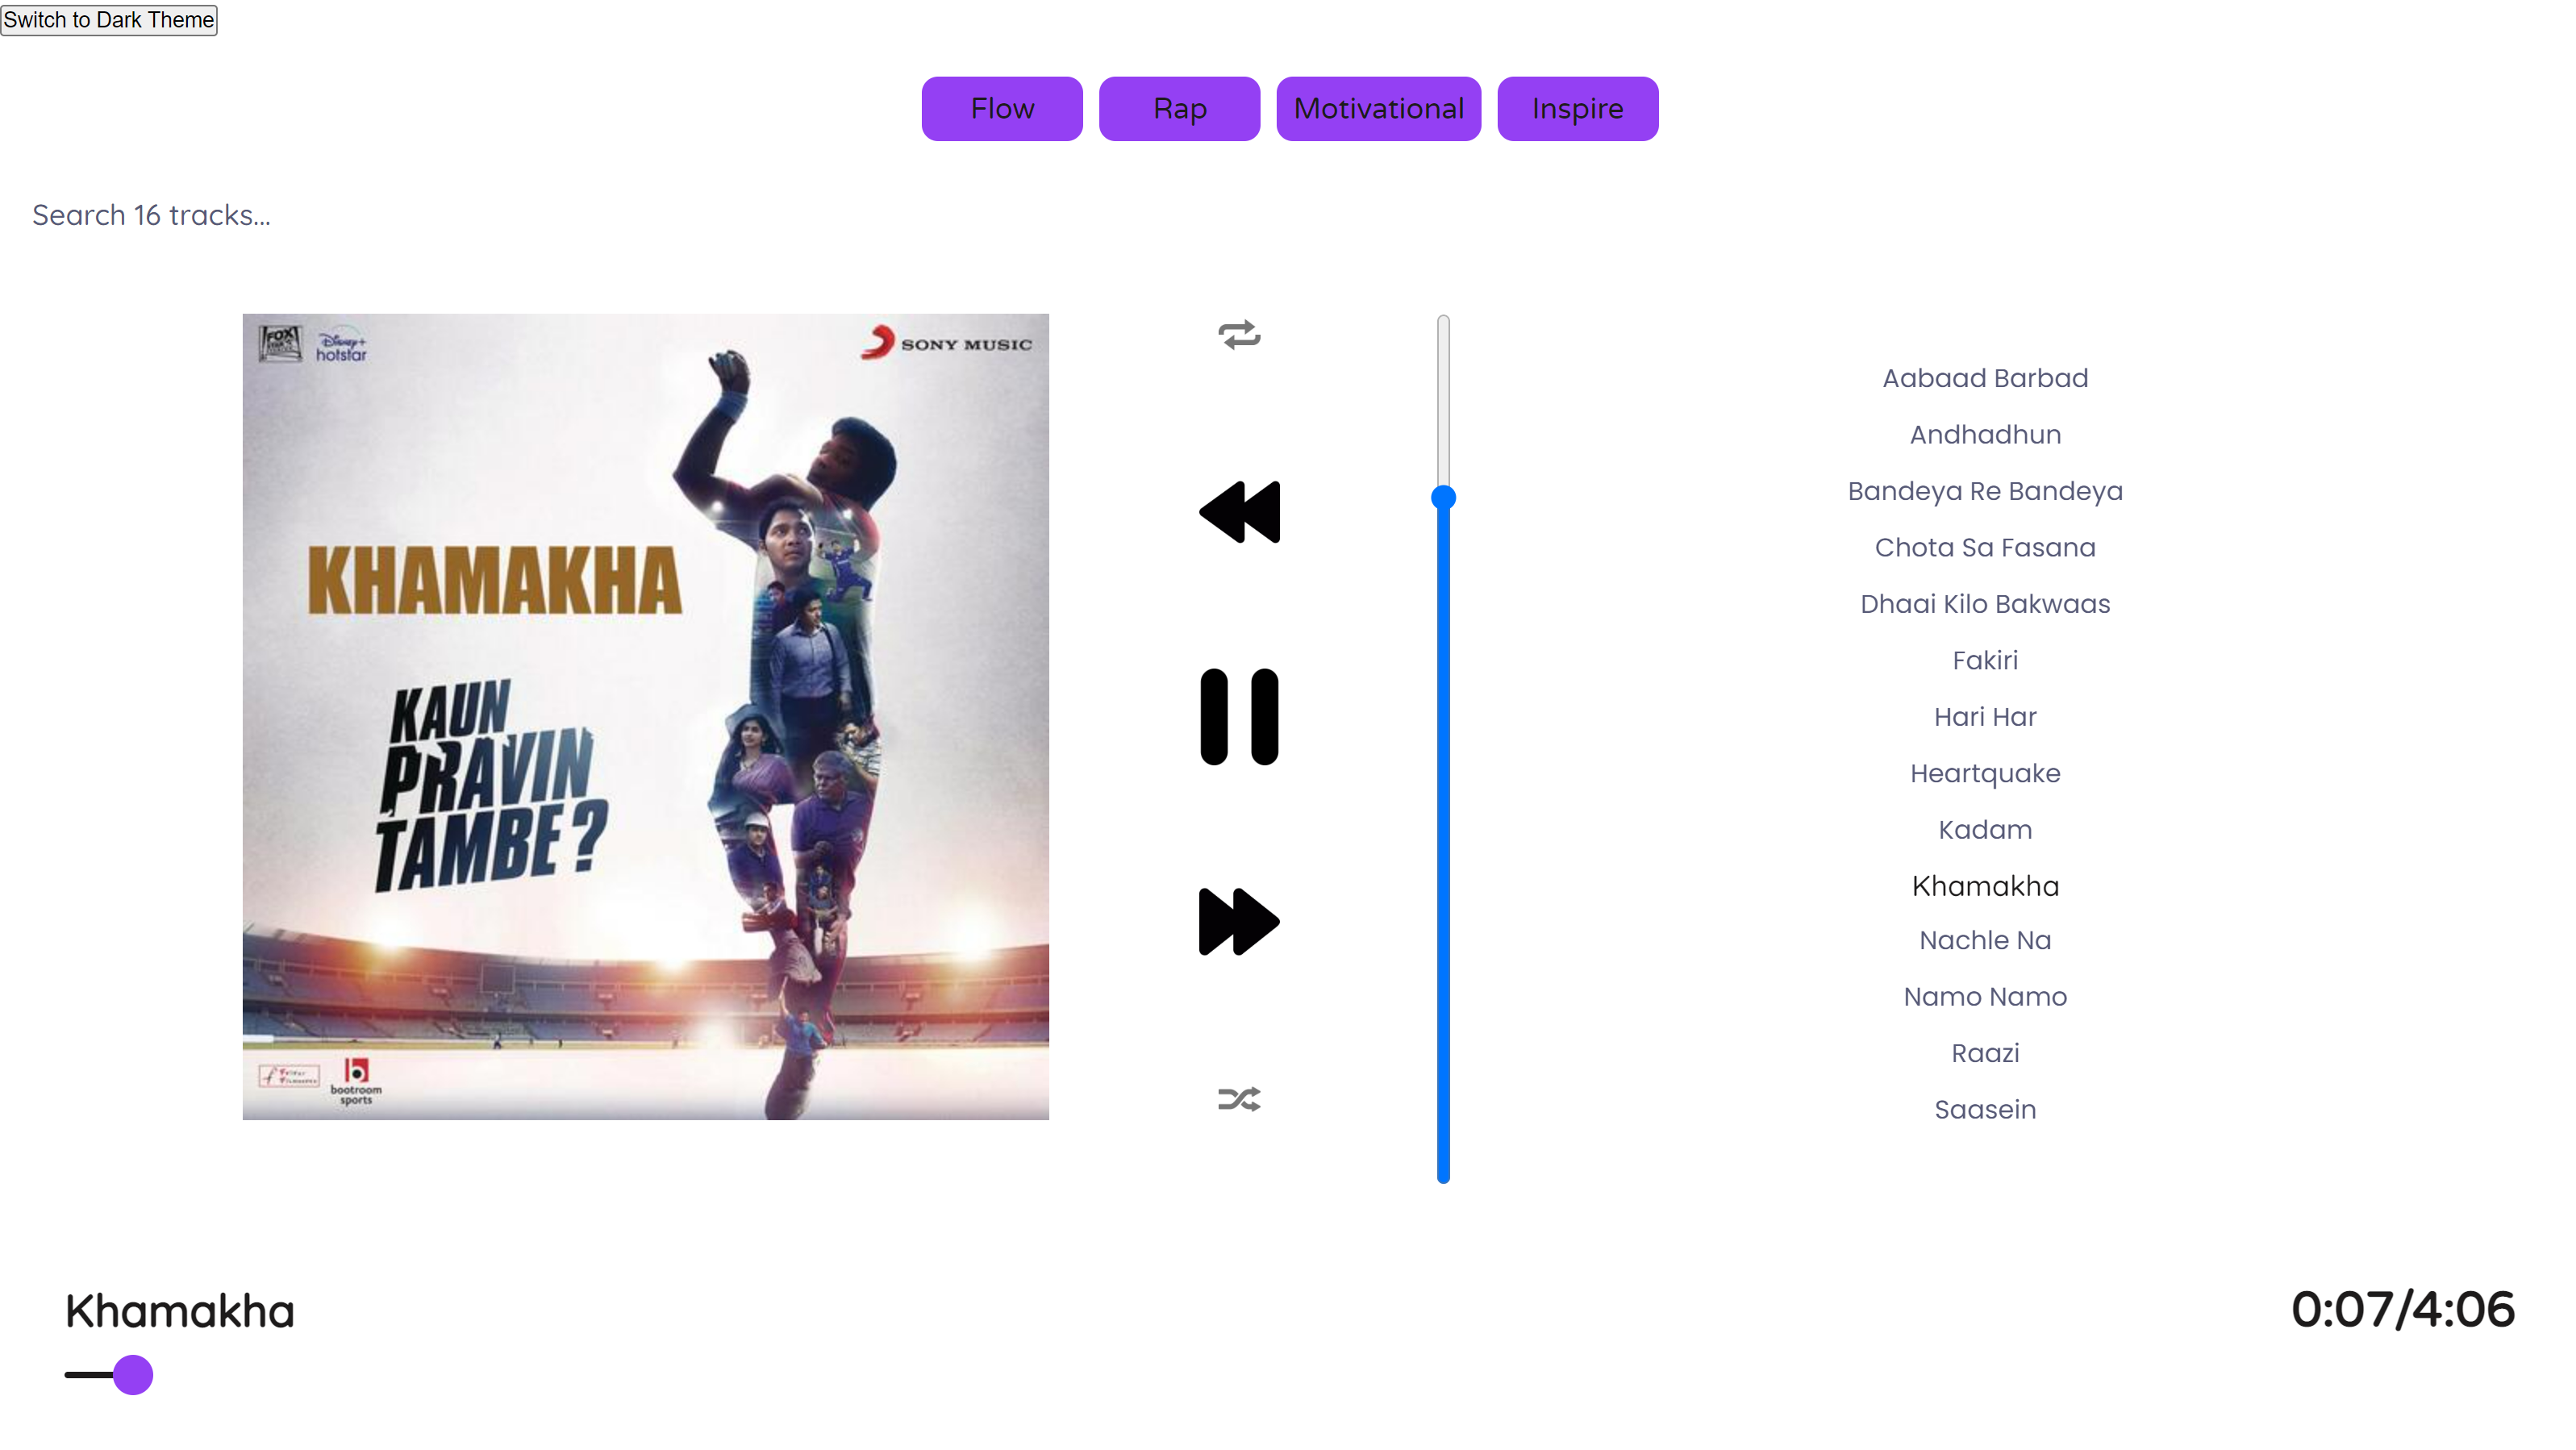 Switch to Dark Theme
Flow
Rap
Motivational
Inspire
Search 16 tracks...
FOX
STAR
Disney+
hotstar
SONY MUSIC
KHAMAKHA
KAUN
PRAVIN
TAMBE?
bootroom
sports
Aabaad Barbad
Andhadhun
Bandeya Re Bandeya
Chota Sa Fasana
Dhaai Kilo Bakwaas
Fakiri
Hari Har
Heartquake
Kadam
Khamakha
Nachle Na
Namo Namo
Raazi
Saasein
Khamakha
0:07/4:06